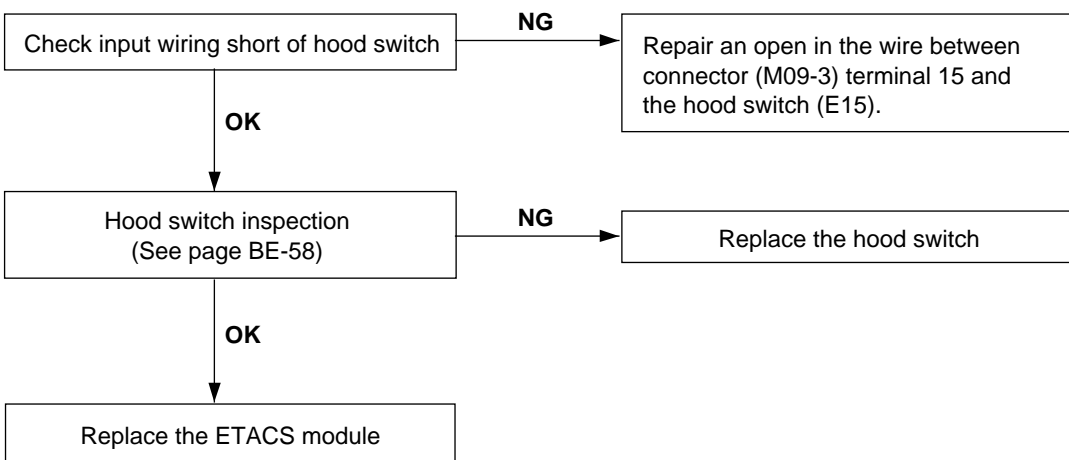 Check input wiring short of hood switch
NG
Repair an open in the wire between
connector (M09-3) terminal 15 and
the hood switch (E15).
OK
Hood switch inspection
(See page BE-58)
NG
Replace the hood switch
OK
Replace the ETACS module